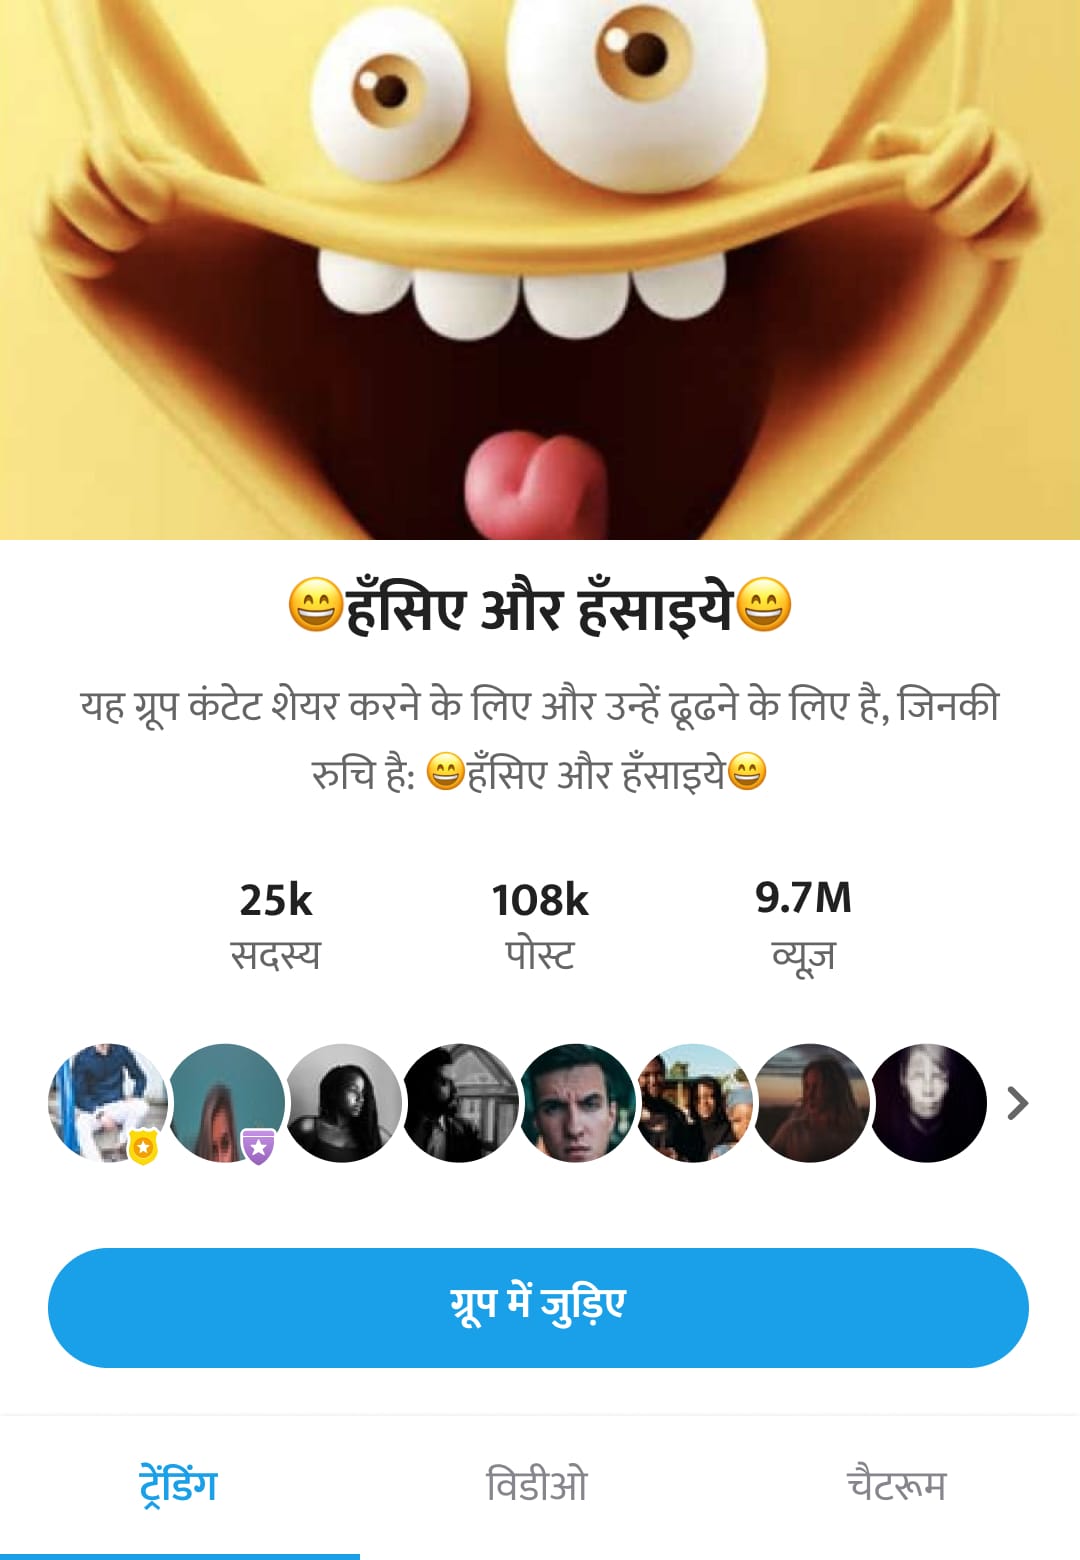 😄हँसिए और हँसाइये😄
यह ग्रूप कंटेट शेयर करने के लिए और उन्हें ढूढने के लिए है, जिनकी
रुचि है: 😄हँसिए और हँसाइये😄
25k 108k 9.7M
सदस्य पोस्ट व्यूज़
ग्रूप में जुड़िए
ट्रेंडिंग विडीओ चैटरूम